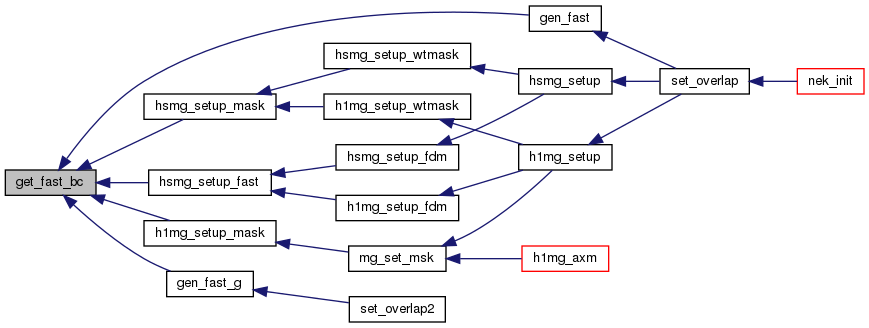 gen_fast
hsmg_setup_wtmask
hsmg_setup
set_overlap
nek_init
hsmg_setup_mask
h1mg_setup_wtmask
hsmg_setup_fdm
h1mg_setup
get_fast_bc
hsmg_setup_fast
h1mg_setup_fdm
h1mg_setup_mask
mg_set_msk
h1mg_axm
gen_fast_g
set_overlap2